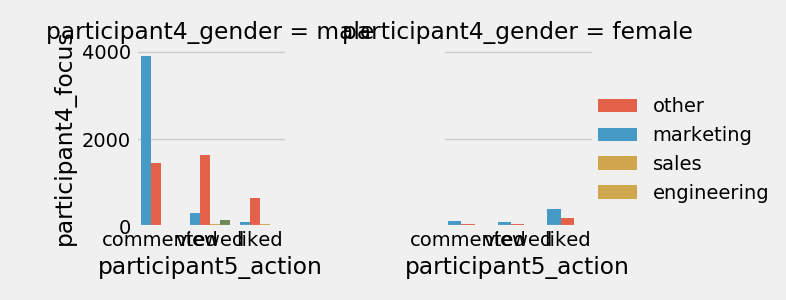 participant4_gender = male
participant4_gender = female
participant4_focus
4000
2000
0
commented
viewed
liked
participant5_action
commented
viewed
liked
participant5_action
other
marketing
sales
engineering